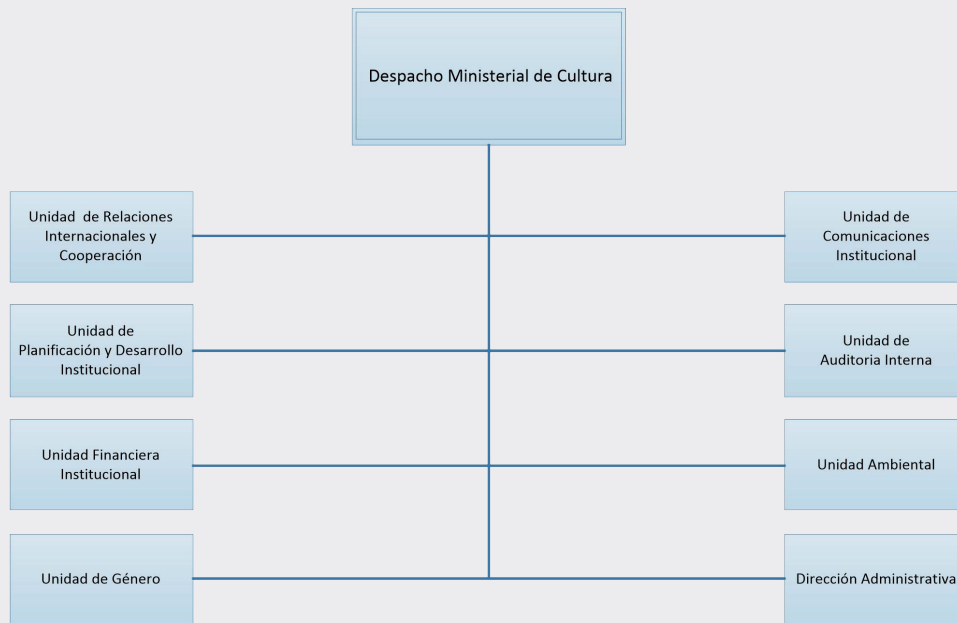 Despacho Ministerial de Cultura
Unidad de Relaciones
Internacionales y
Cooperación
Unidad de
Comunicaciones
Institucional
Unidad de
Planificación y Desarrollo
Institucional
Unidad de
Auditoria Interna
Unidad Financiera
Institucional
Unidad Ambiental
Unidad de Género
Dirección Administrativa